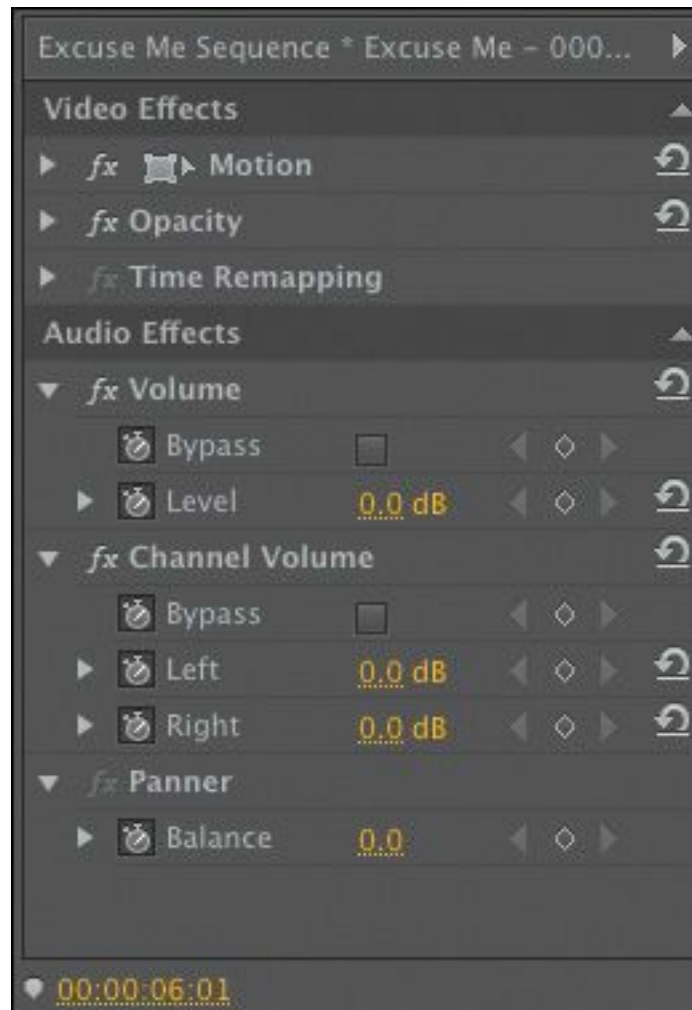 Excuse Me Sequence * Excuse Me – 000...
Video Effects
fx Motion
fx Opacity
fx Time Remapping
Audio Effects
fx Volume
Bypass
Level 0.0 dB
fx Channel Volume
Bypass
Left 0.0 dB
Right 0.0 dB
fx Panner
Balance 0.0
00:00:06:01